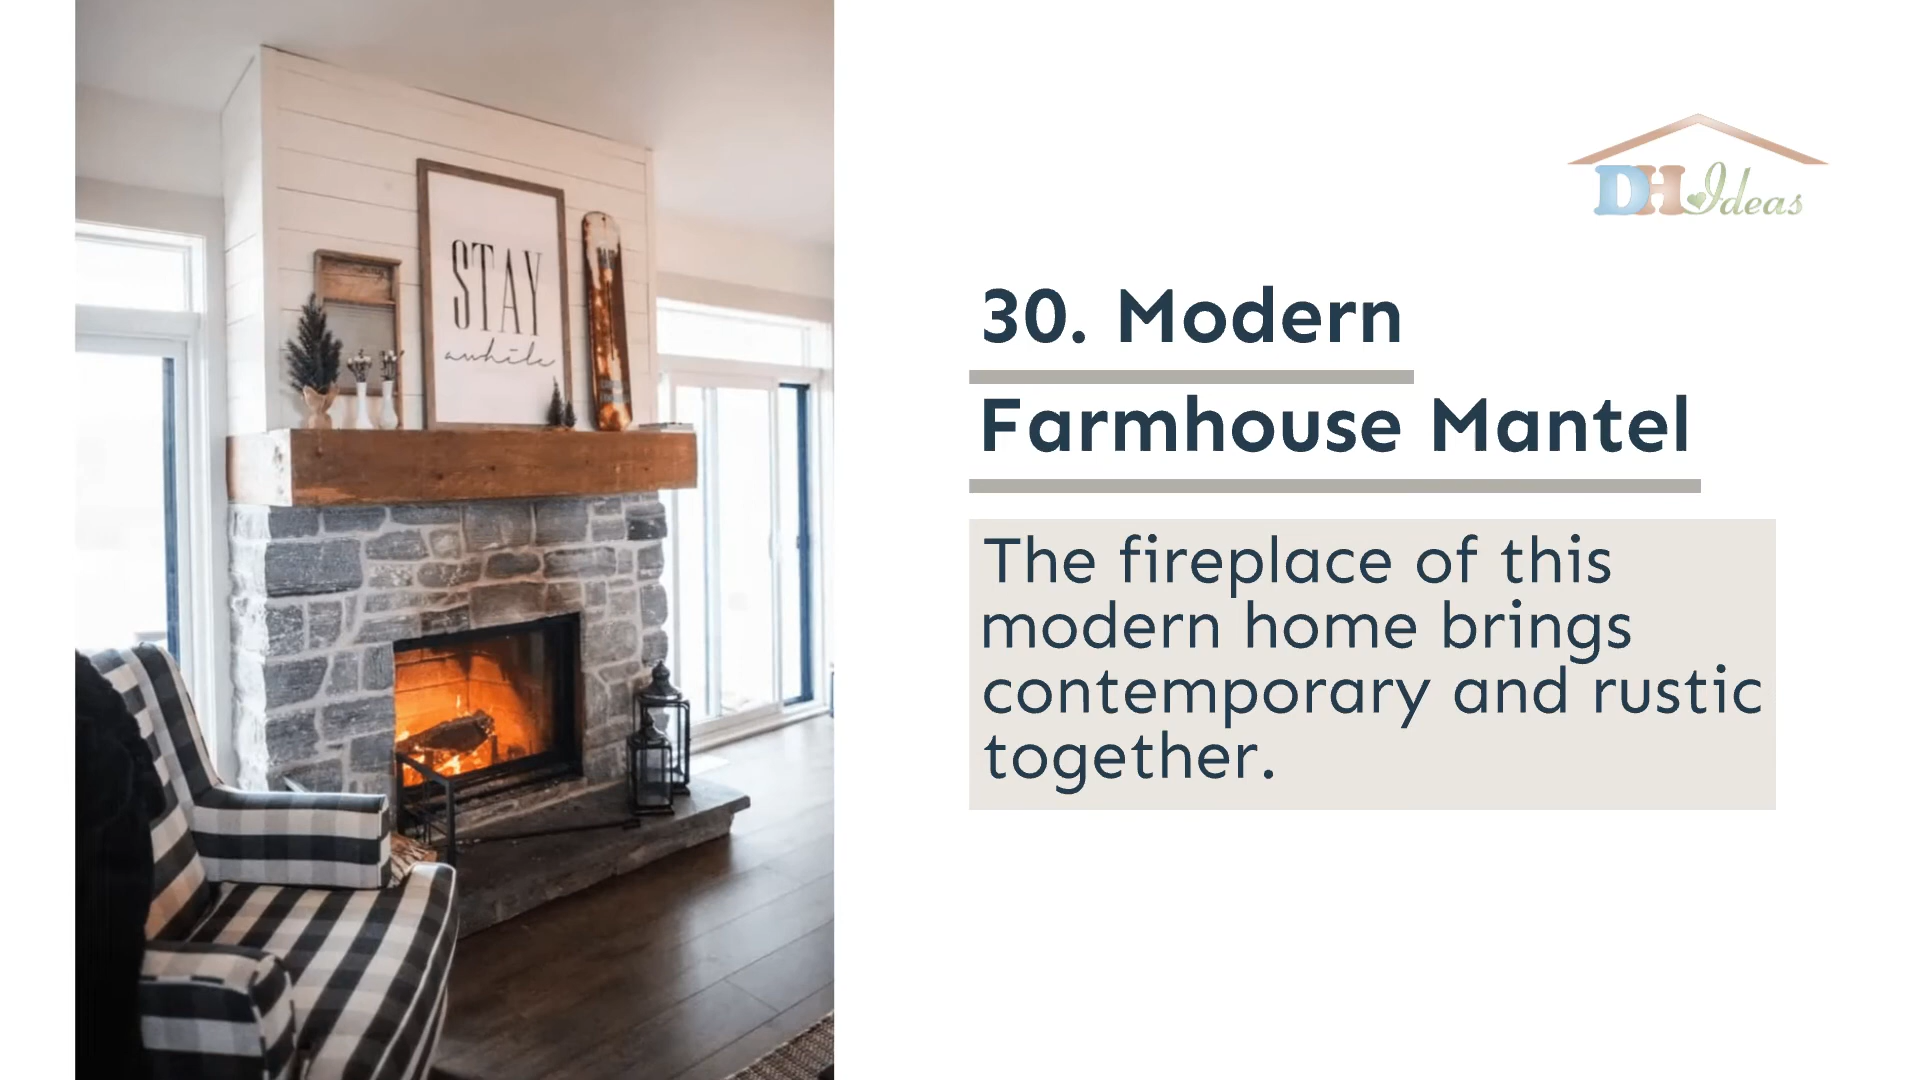 STAY
awhile
DH Ideas
30. Modern
Farmhouse Mantel
The fireplace of this
modern home brings
contemporary and rustic
together.